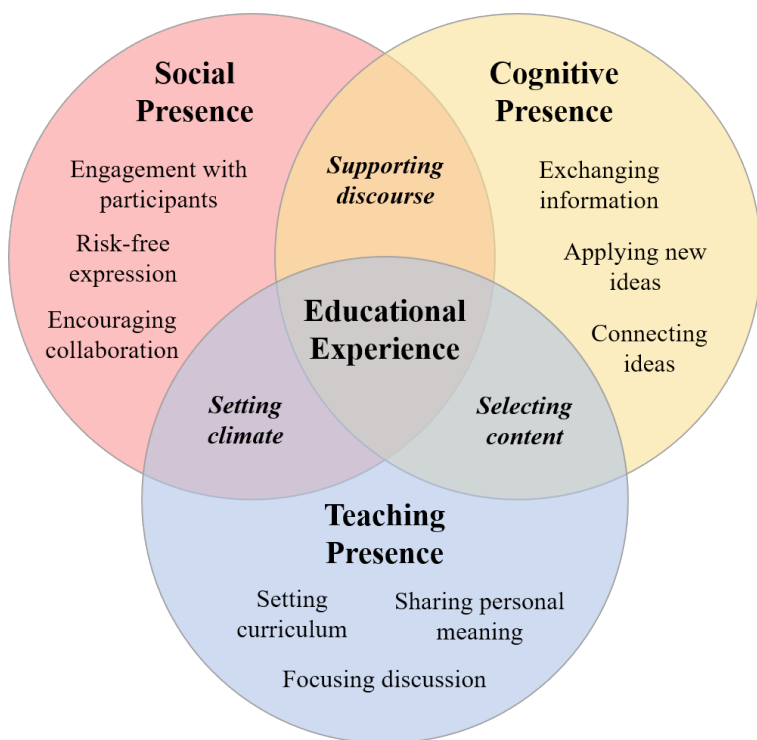 Social
Presence
Engagement with
participants
Risk-free
expression
Encouraging
collaboration
Supporting
discourse
Cognitive
Presence
Exchanging
information
Applying new
ideas
Connecting
ideas
Educational
Experience
Setting
climate
Selecting
content
Teaching
Presence
Setting
curriculum
Sharing personal
meaning
Focusing discussion